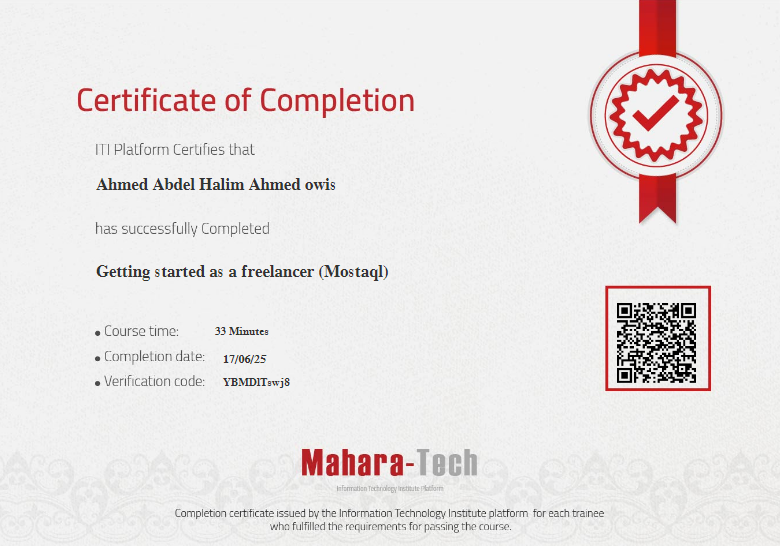 Certificate of Completion
ITI Platform Certifies that
Ahmed Abdel Halim Ahmed owis
has successfully Completed
Getting started as a freelancer (Mostaql)
Course time: 33 Minutes
Completion date: 17/06/25
Verification code: YBMDlTswj8
Mahara-Tech
Information Technology Institute Platform
Completion certificate issued by the Information Technology Institute platform for each trainee
who fulfilled the requirements for passing the course.